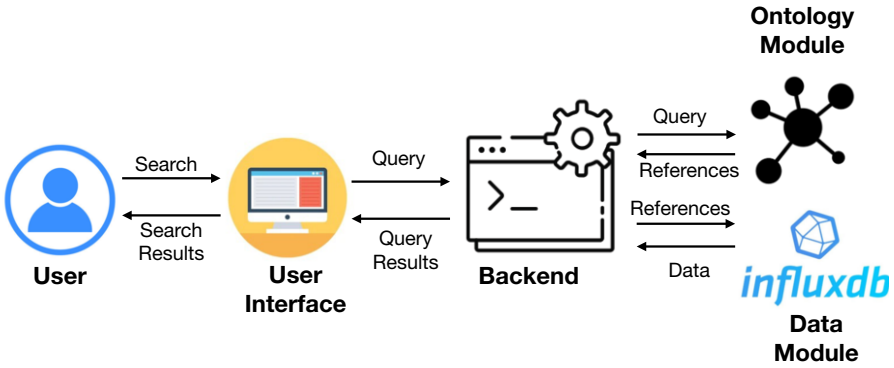 Ontology
Module
Search
Search
Results
User
User
Interface
Query
Query
Results
>_
Backend
Query
References
References
Data
influxdb
Data
Module